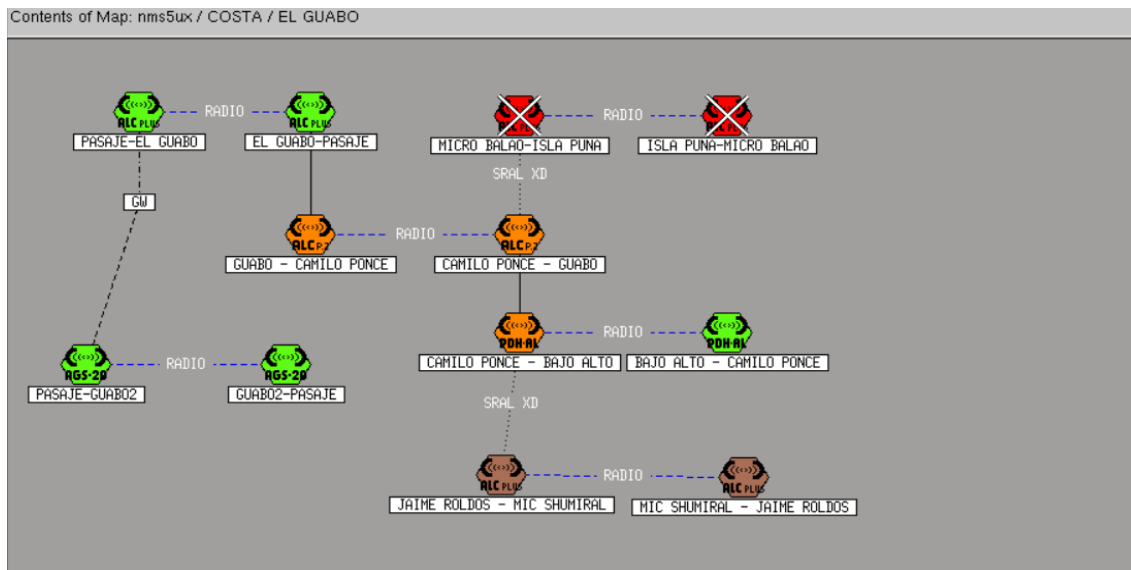 Contents of Map: nms5ux / COSTA / EL GUABO
ALC PLUS
RADIO
ALC PLUS
PASAJE-EL GUABO
EL GUABO-PASAJE
RADIO
MICRO BALAO-ISLA PUNA
ISLA PUNA-MICRO BALAO
SRAL XD
GW
ALC P.2
RADIO
ALC P.2
GUABO - CAMILO PONCE
CAMILO PONCE - GUABO
PDH-AL
RADIO
PDH-AL
CAMILO PONCE - BAJO ALTO
BAJO ALTO - CAMILO PONCE
AGS-20
RADIO
AGS-20
PASAJE-GUABO2
GUABO2-PASAJE
SRAL XD
ALC PLUS
RADIO
ALC PLUS
JAIME ROLDOS - MIC SHUMIRAL
MIC SHUMIRAL - JAIME ROLDOS